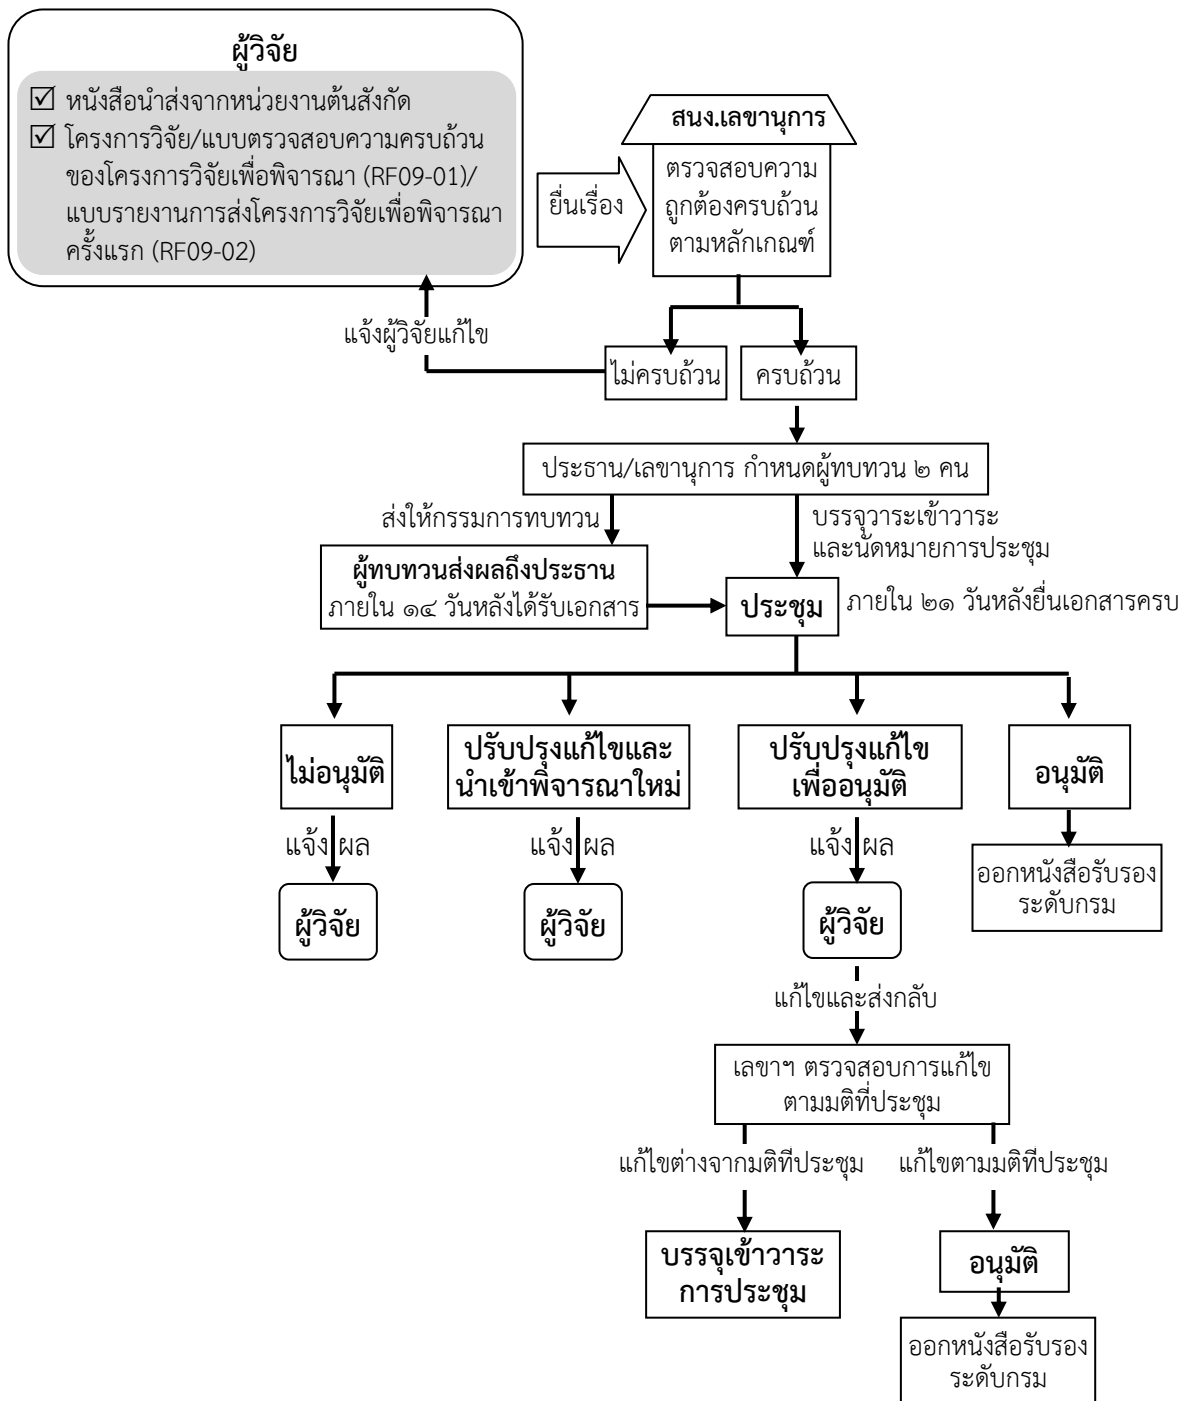 ผู้วิจัย
☑ หนังสือนำส่งจากหน่วยงานต้นสังกัด
☑ โครงการวิจัย/แบบตรวจสอบความครบถ้วน
ของโครงการวิจัยเพื่อพิจารณา (RF09-01)/
แบบรายงานการส่งโครงการวิจัยเพื่อพิจารณา
ครั้งแรก (RF09-02)
ยื่นเรื่อง
สนง.เลขานุการ
ตรวจสอบความ
ถูกต้องครบถ้วน
ตามหลักเกณฑ์
แจ้งผู้วิจัยแก้ไข
ไม่ครบถ้วน
ครบถ้วน
ประธาน/เลขานุการ กำหนดผู้ทบทวน ๒ คน
ส่งให้กรรมการทบทวน
บรรจุวาระเข้าวาระ
และนัดหมายการประชุม
ผู้ทบทวนส่งผลถึงประธาน
ภายใน ๑๔ วันหลังได้รับเอกสาร
ประชุม
ภายใน ๒๑ วันหลังยื่นเอกสารครบ
ไม่อนุมัติ
ปรับปรุงแก้ไขและ
นำเข้าพิจารณาใหม่
ปรับปรุงแก้ไข
เพื่ออนุมัติ
อนุมัติ
แจ้ง ผล
แจ้ง ผล
แจ้ง ผล
ออกหนังสือรับรอง
ระดับกรม
ผู้วิจัย
ผู้วิจัย
ผู้วิจัย
แก้ไขและส่งกลับ
เลขาฯ ตรวจสอบการแก้ไข
ตามมติที่ประชุม
แก้ไขต่างจากมติทีประชุม
แก้ไขตามมติทีประชุม
บรรจุเข้าวาระ
การประชุม
อนุมัติ
ออกหนังสือรับรอง
ระดับกรม